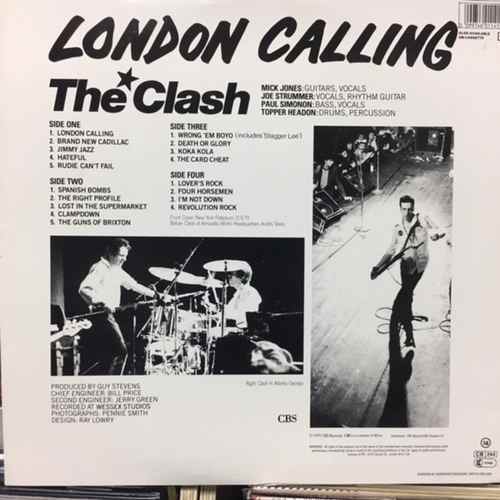 LONDON CALLING
The Clash
MICK JONES: GUITARS, VOCALS
JOE STRUMMER: VOCALS, RHYTHM GUITAR
PAUL SIMONON: BASS, VOCALS
TOPPER HEADON: DRUMS, PERCUSSION
SIDE ONE
1. LONDON CALLING
2. BRAND NEW CADILLAC
3. JIMMY JAZZ
4. HATEFUL
5. RUDIE CAN'T FAIL
SIDE TWO
1. SPANISH BOMBS
2. THE RIGHT PROFILE
3. LOST IN THE SUPERMARKET
4. CLAMPDOWN
5. THE GUNS OF BRIXTON
SIDE THREE
1. WRONG 'EM BOYO (includes 'Stagger Lee')
2. DEATH OR GLORY
3. KOKA KOLA
4. THE CARD CHEAT
SIDE FOUR
1. LOVER'S ROCK
2. FOUR HORSEMEN
3. I'M NOT DOWN
4. REVOLUTION ROCK
PRODUCED BY GUY STEVENS
CHIEF ENGINEER: BILL PRICE
SECOND ENGINEER: JERRY GREEN
RECORDED AT WESSEX STUDIOS
PHOTOGRAPHS: PENNIE SMITH
DESIGN: RAY LOWRY
CBS